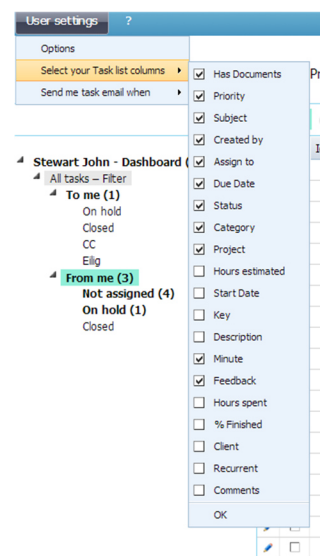 User settings ?
Options
Select your Task list columns
Send me task email when
Has Documents
Priority
Subject
Created by
Assign to
Due Date
Status
Category
Project
Hours estimated
Start Date
Key
Description
Minute
Feedback
Hours spent
% Finished
Client
Recurrent
Comments
OK
Stewart John - Dashboard (
All tasks – Filter
To me (1)
On hold
Closed
CC
Eilig
From me (3)
Not assigned (4)
On hold (1)
Closed